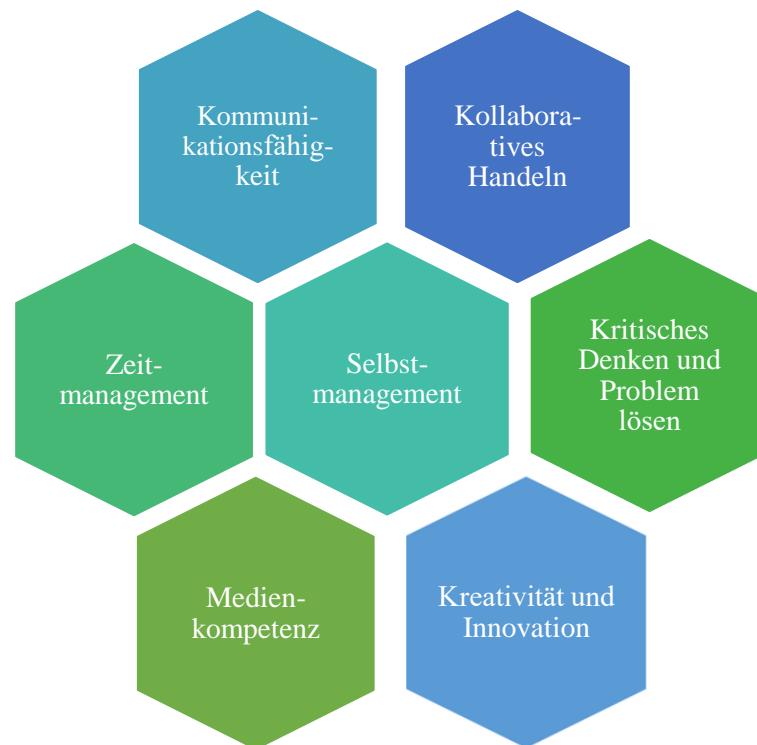 Kommuni-
kationsfähig-
keit
Kollabora-
tives
Handeln
Zeit-
management
Selbst-
management
Kritisches
Denken und
Problem
lösen
Medien-
kompetenz
Kreativität und
Innovation